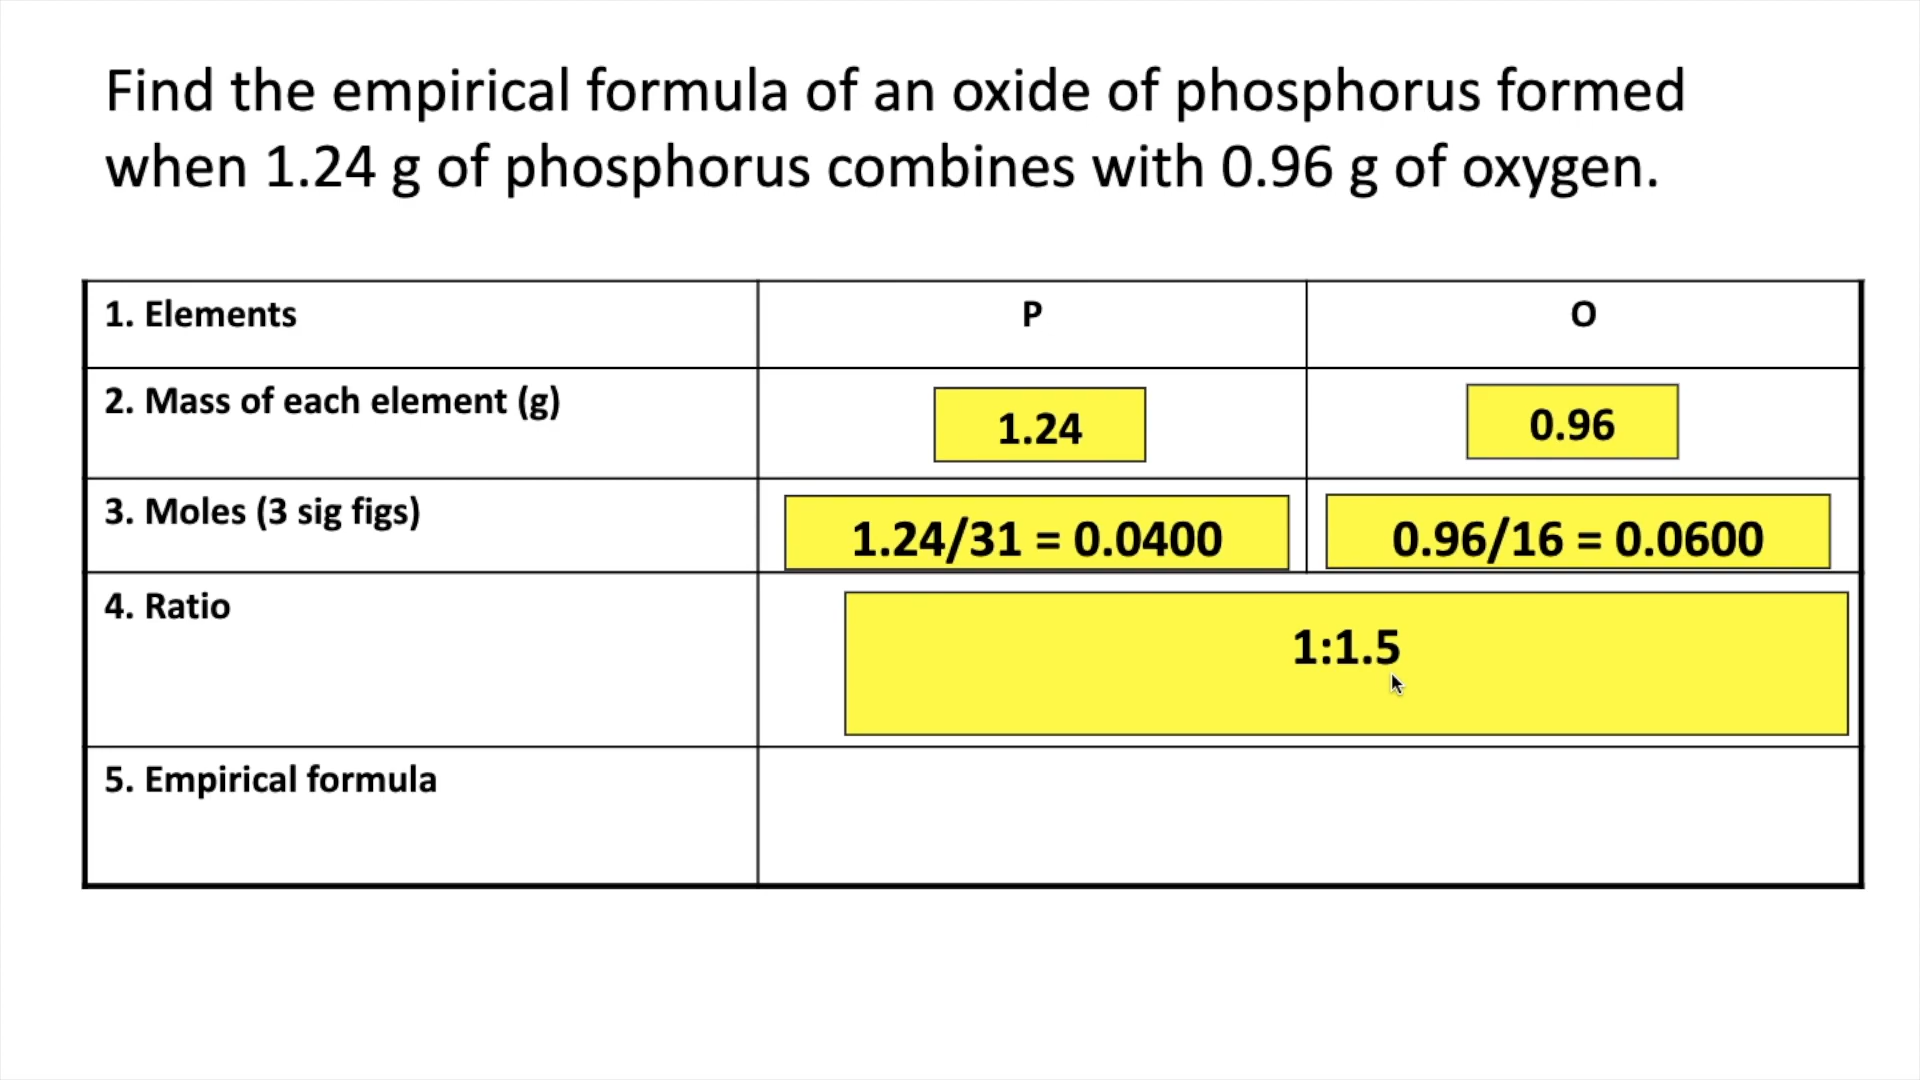 Find the empirical formula of an oxide of phosphorus formed
when 1.24 g of phosphorus combines with 0.96 g of oxygen.
1. Elements
P
O
2. Mass of each element (g)
1.24
0.96
3. Moles (3 sig figs)
1.24/31 = 0.0400
0.96/16 = 0.0600
4. Ratio
1:1.5
5. Empirical formula